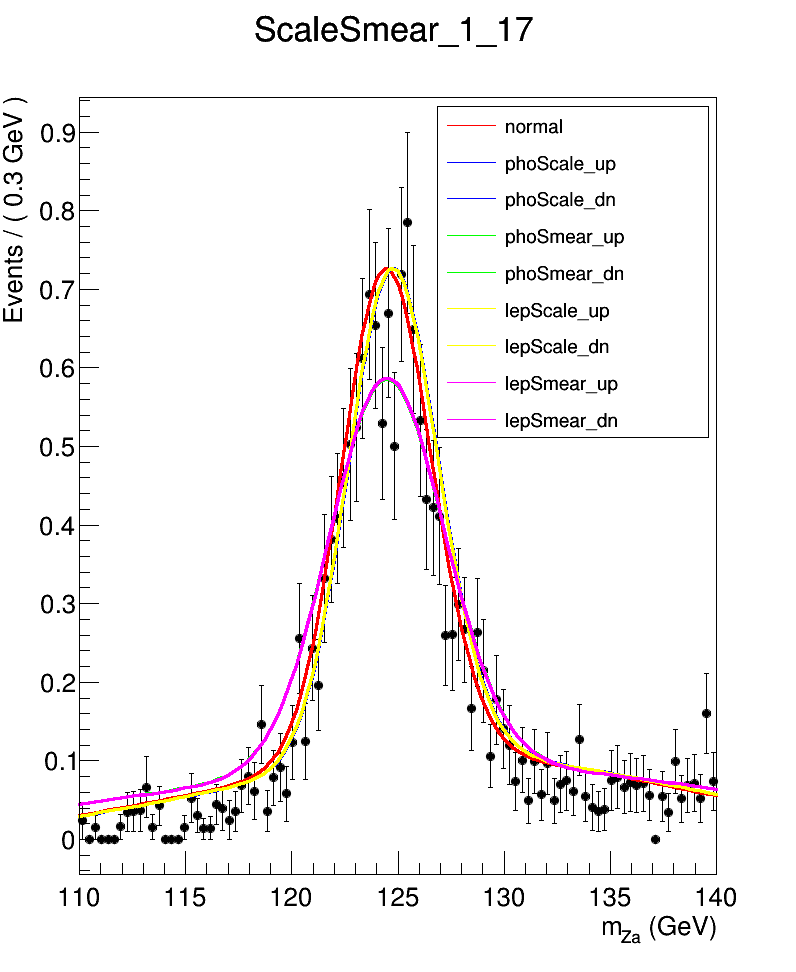 ScaleSmear_1_17
Events / ( 0.3 GeV )
0.9
0.8
0.7
0.6
0.5
0.4
0.3
0.2
0.1
0
normal
phoScale_up
phoScale_dn
phoSmear_up
phoSmear_dn
lepScale_up
lepScale_dn
lepSmear_up
lepSmear_dn
110 115 120 125 130 135 140
mZa (GeV)